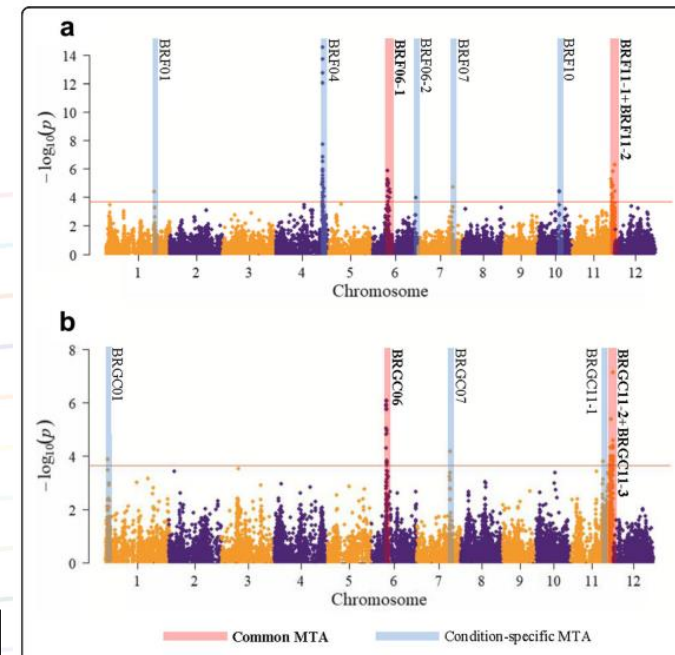 a
BRF01
BRF04
BRF06-1
BRF06-2
BRF07
BRF10
BRF11-1+BRF11-2
− log10(p)
14
12
10
8
6
4
2
0
1 2 3 4 5 6 7 8 9 10 11 12
Chromosome
b
BRGC01
BRGC06
BRGC07
BRGC11-1
BRGC11-2+BRGC11-3
− log10(p)
8
6
4
2
0
1 2 3 4 5 6 7 8 9 10 11 12
Chromosome
Common MTA Condition-specific MTA